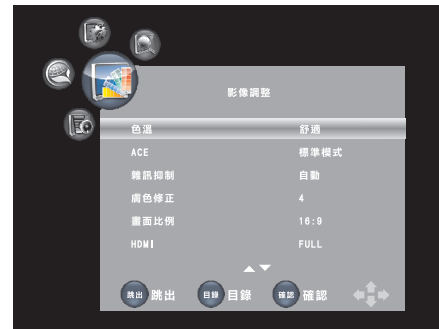 影像調整
色溫 舒適
ACE 標準模式
雜訊抑制 自動
膚色修正 4
畫面比例 16:9
HDMI FULL
跳出 跳出 目錄 目錄 確認 確認